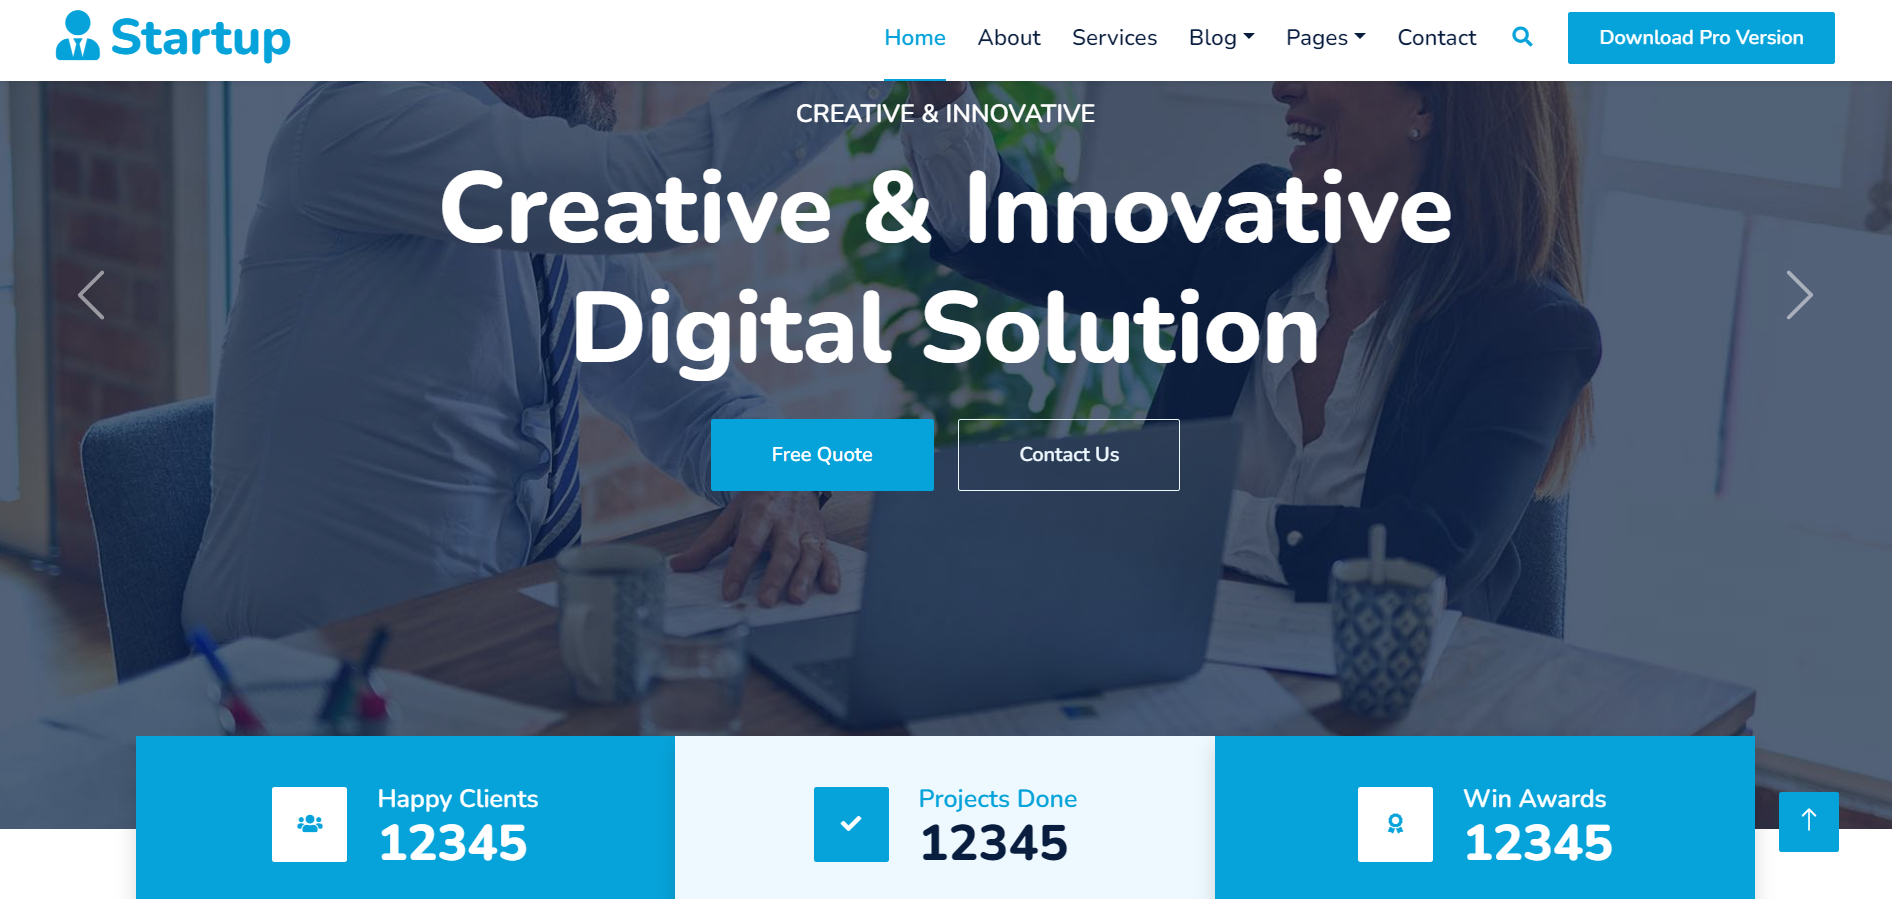 Startup
Home About Services Blog Pages Contact Download Pro Version
CREATIVE & INNOVATIVE
Creative & Innovative
Digital Solution
Free Quote Contact Us
Happy Clients
12345
Projects Done
12345
Win Awards
12345